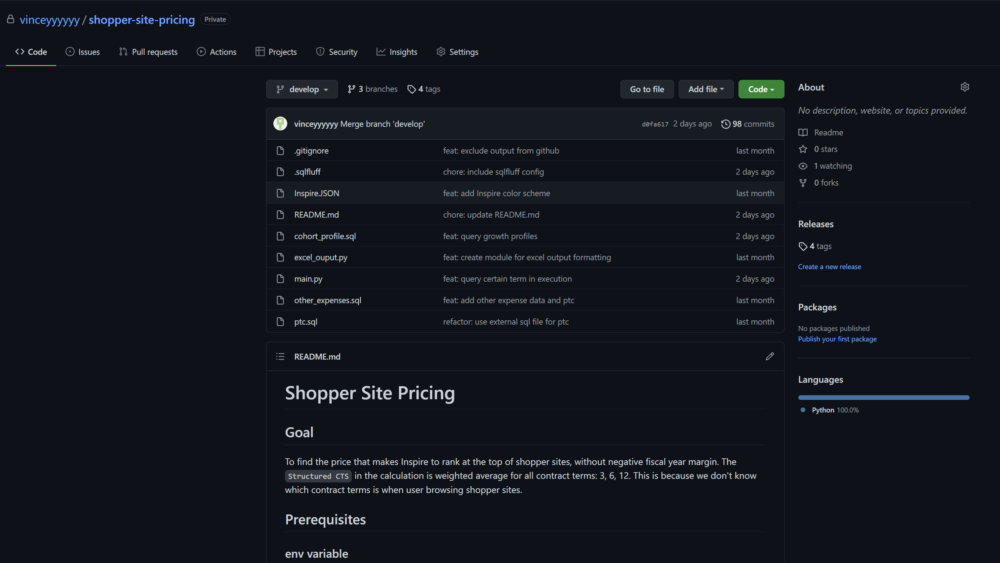 vinceyyyyyy / shopper-site-pricing Private
Code Issues Pull requests Actions Projects Security Insights Settings
develop 3 branches 4 tags Go to file Add file Code
vinceyyyyyy Merge branch 'develop' d0fa617 2 days ago 98 commits
.gitignore feat: exclude output from github last month
.sqlfluff chore: include sqlfluff config 2 days ago
Inspire.JSON feat: add Inspire color scheme last month
README.md chore: update README.md 2 days ago
cohort_profile.sql feat: query growth profiles 2 days ago
excel_ouput.py feat: create module for excel output formatting last month
main.py feat: query certain term in execution 2 days ago
other_expenses.sql feat: add other expense data and ptc last month
ptc.sql refactor: use external sql file for ptc last month
README.md
Shopper Site Pricing
Goal
To find the price that makes Inspire to rank at the top of shopper sites, without negative fiscal year margin. The
Structured CTS in the calculation is weighted average for all contract terms: 3, 6, 12. This is because we don't know
which contract terms is when user browsing shopper sites.
Prerequisites
env variable
About
No description, website, or topics provided.
Readme
0 stars
1 watching
0 forks
Releases
4 tags
Create a new release
Packages
No packages published
Publish your first package
Languages
Python 100.0%